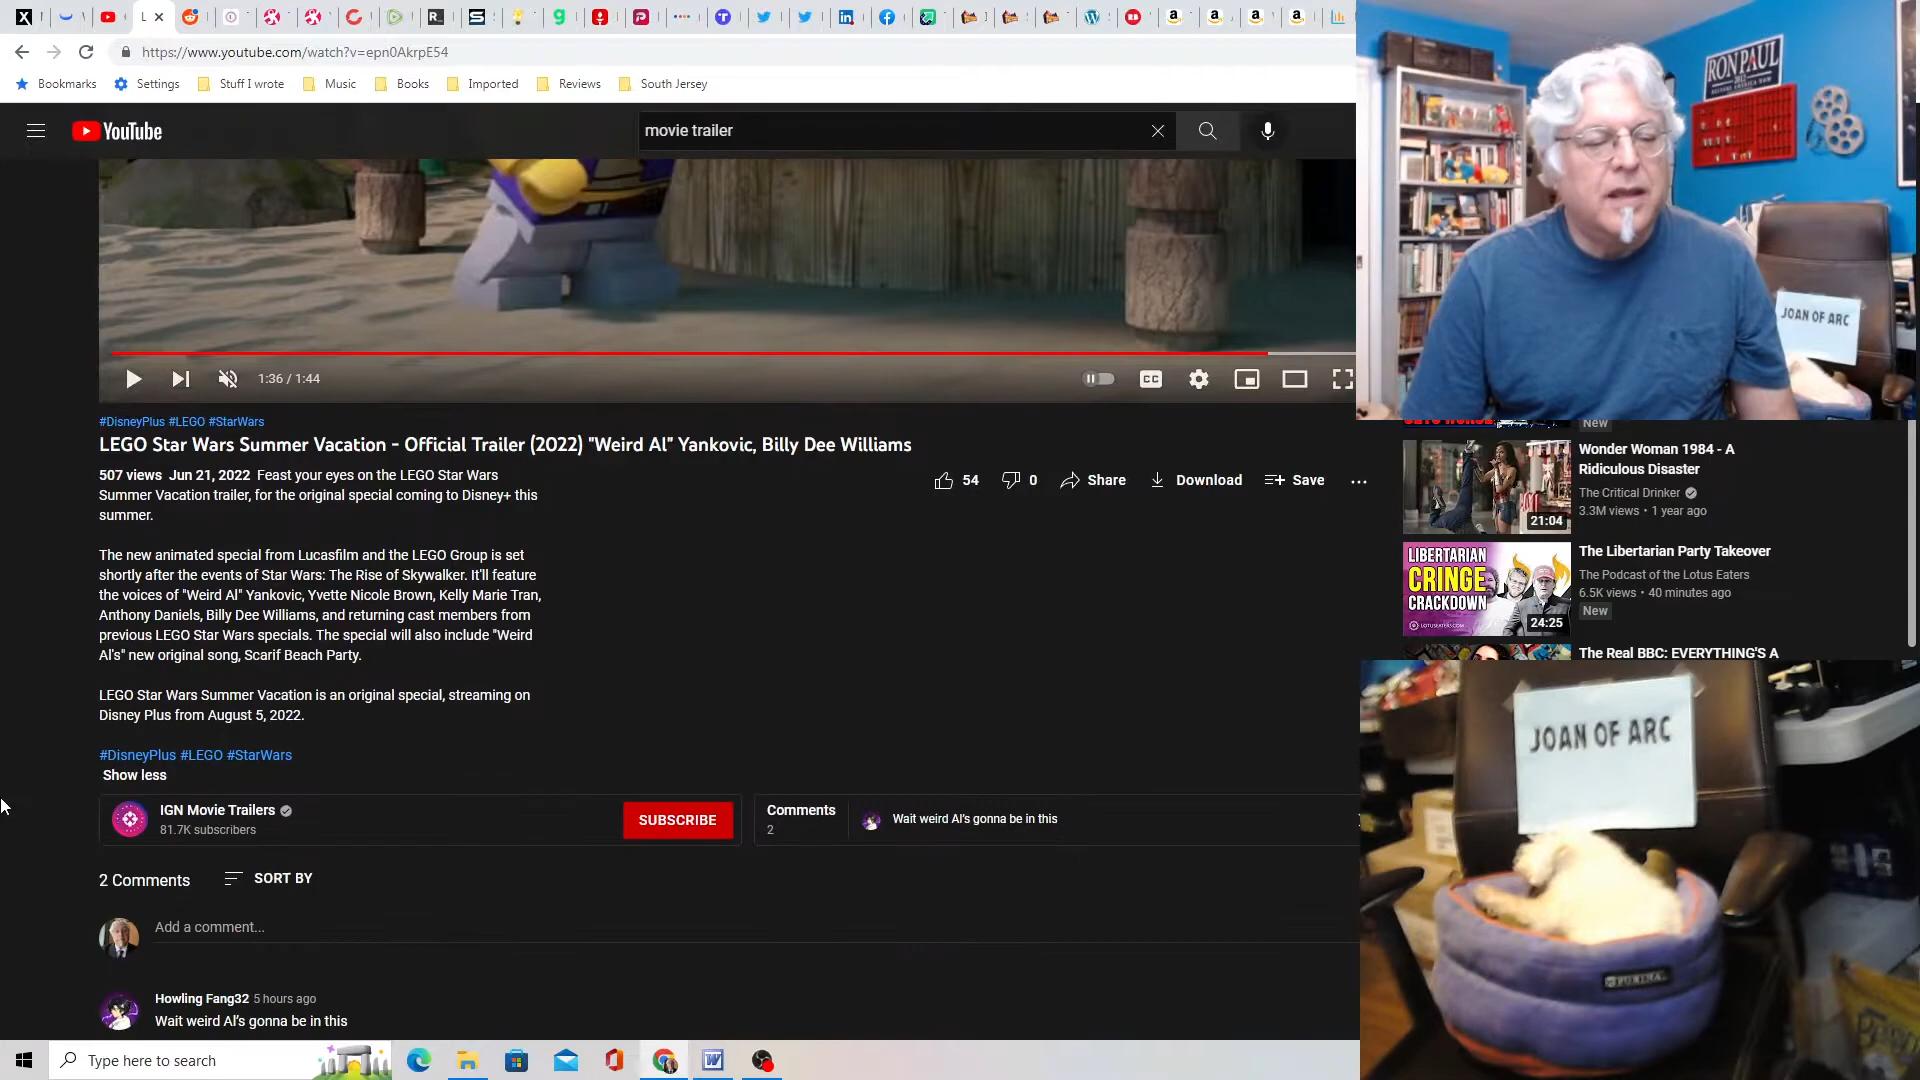 https://www.youtube.com/watch?v=epn0AkrpE54
Bookmarks
Settings
Stuff I wrote
Music
Books
Imported
Reviews
South Jersey
YouTube
movie trailer
RON PAUL
JOAN OF ARC
1:36 / 1:44
CC
#DisneyPlus #LEGO #StarWars
LEGO Star Wars Summer Vacation - Official Trailer (2022) "Weird Al" Yankovic, Billy Dee Williams
507 views Jun 21, 2022 Feast your eyes on the LEGO Star Wars
Summer Vacation trailer, for the original special coming to Disney+ this
summer.
54
0
Share
Download
Save
The new animated special from Lucasfilm and the LEGO Group is set
shortly after the events of Star Wars: The Rise of Skywalker. It'll feature
the voices of "Weird Al" Yankovic, Yvette Nicole Brown, Kelly Marie Tran,
Anthony Daniels, Billy Dee Williams, and returning cast members from
previous LEGO Star Wars specials. The special will also include "Weird
Al's" new original song, Scarif Beach Party.
LEGO Star Wars Summer Vacation is an original special, streaming on
Disney Plus from August 5, 2022.
#DisneyPlus #LEGO #StarWars
Show less
IGN Movie Trailers
81.7K subscribers
SUBSCRIBE
Comments
2
Wait weird Al's gonna be in this
2 Comments
SORT BY
Add a comment...
Howling Fang32 5 hours ago
Wait weird Al's gonna be in this
New
Wonder Woman 1984 - A
Ridiculous Disaster
The Critical Drinker
3.3M views • 1 year ago
21:04
LIBERTARIAN
CRINGE
CRACKDOWN
24:25
The Libertarian Party Takeover
The Podcast of the Lotus Eaters
6.5K views • 40 minutes ago
New
The Real BBC: EVERYTHING'S A
JOAN OF ARC
Type here to search